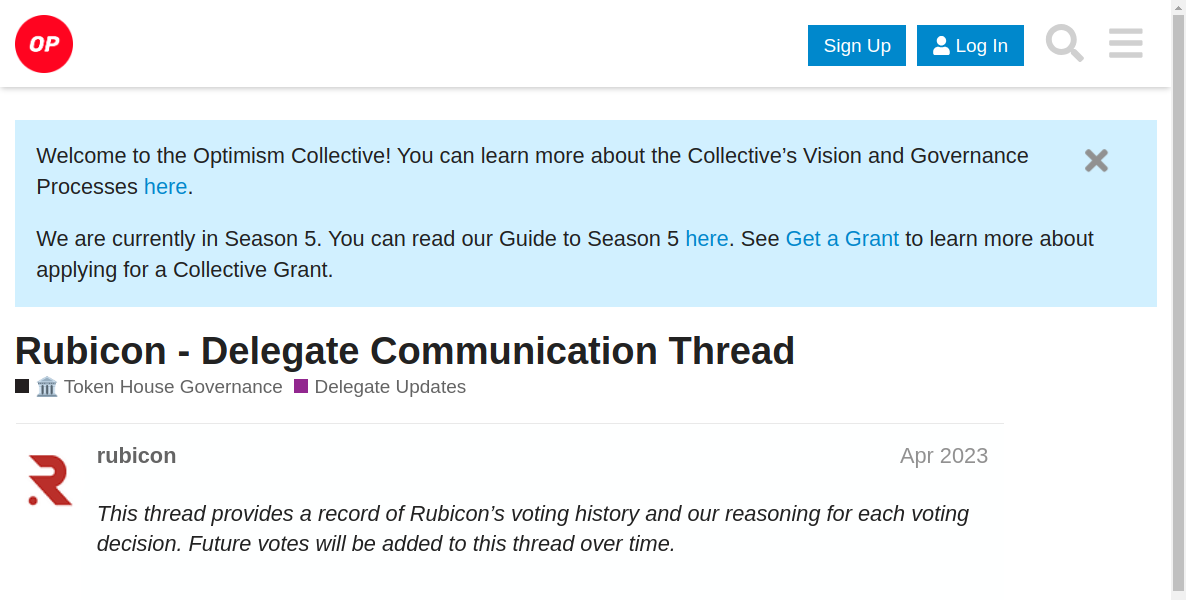 OP
Sign Up
Log In
Welcome to the Optimism Collective! You can learn more about the Collective’s Vision and Governance
Processes here.
We are currently in Season 5. You can read our Guide to Season 5 here. See Get a Grant to learn more about
applying for a Collective Grant.
Rubicon - Delegate Communication Thread
🏛️ Token House Governance Delegate Updates
rubicon Apr 2023
This thread provides a record of Rubicon’s voting history and our reasoning for each voting
decision. Future votes will be added to this thread over time.